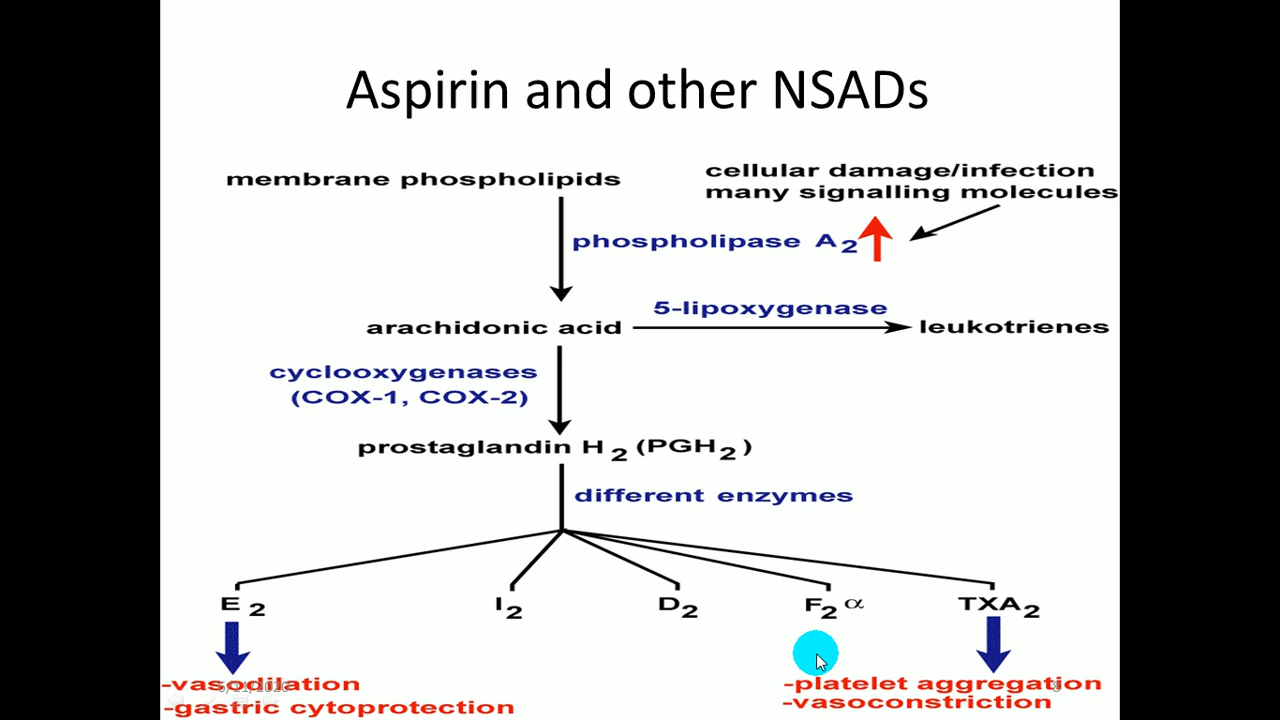 Aspirin and other NSADs
membrane phospholipids
cellular damage/infection
many signalling molecules
phospholipase A2
5-lipoxygenase
arachidonic acid
leukotrienes
cyclooxygenases
(COX-1, COX-2)
prostaglandin H2 (PGH2)
different enzymes
E2 I2 D2 F2α TXA2
-vasodilation
-gastric cytoprotection
-platelet aggregation
-vasoconstriction